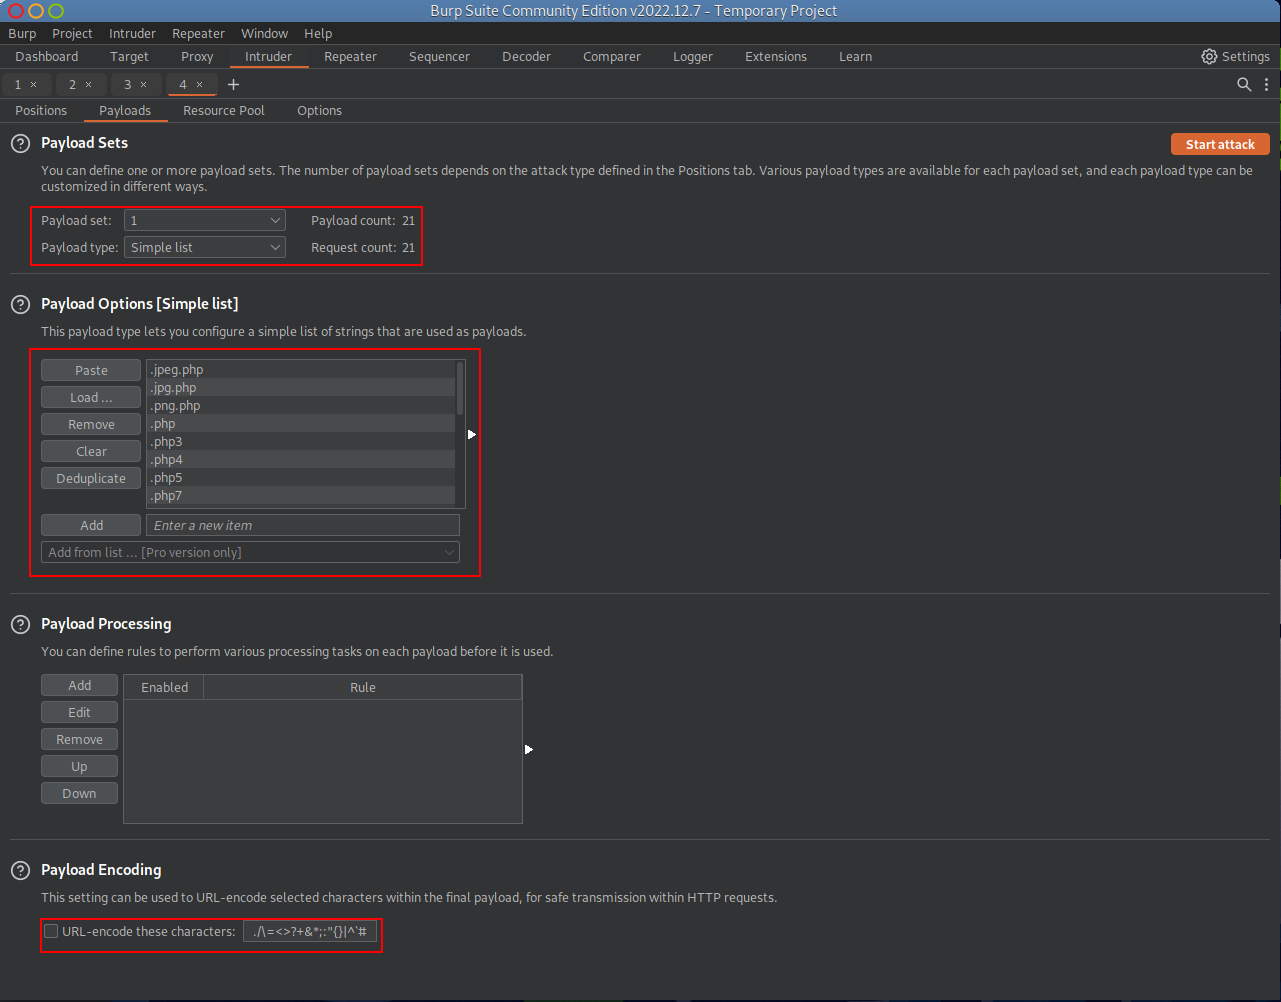 Burp Suite Community Edition v2022.12.7 - Temporary Project
Burp Project Intruder Repeater Window Help
Dashboard Target Proxy Intruder Repeater Sequencer Decoder Comparer Logger Extensions Learn Settings
1 × 2 × 3 × 4 × +
Positions Payloads Resource Pool Options
? Payload Sets Start attack
You can define one or more payload sets. The number of payload sets depends on the attack type defined in the Positions tab. Various payload types are available for each payload set, and each payload type can be
customized in different ways.
Payload set: 1 Payload count: 21
Payload type: Simple list Request count: 21
? Payload Options [Simple list]
This payload type lets you configure a simple list of strings that are used as payloads.
Paste
Load ...
Remove
Clear
Deduplicate
.jpeg.php
.jpg.php
.png.php
.php
.php3
.php4
.php5
.php7
Add Enter a new item
Add from list ... [Pro version only]
? Payload Processing
You can define rules to perform various processing tasks on each payload before it is used.
Add
Edit
Remove
Up
Down
Enabled Rule
? Payload Encoding
This setting can be used to URL-encode selected characters within the final payload, for safe transmission within HTTP requests.
URL-encode these characters: ./\=<>?+&*;:"{}|^`#